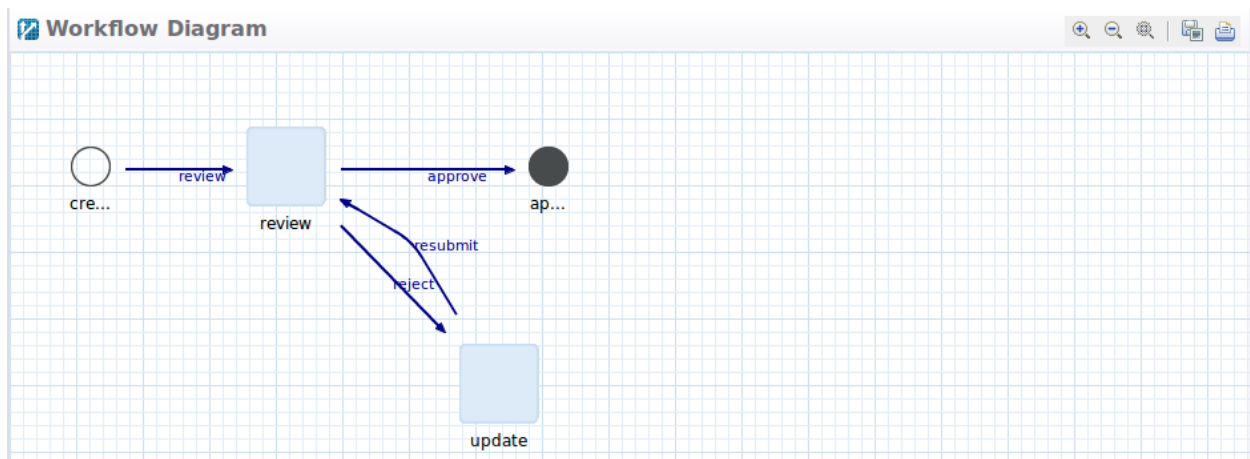 Workflow Diagram
review
approve
cre...
ap...
review
resubmit
reject
update